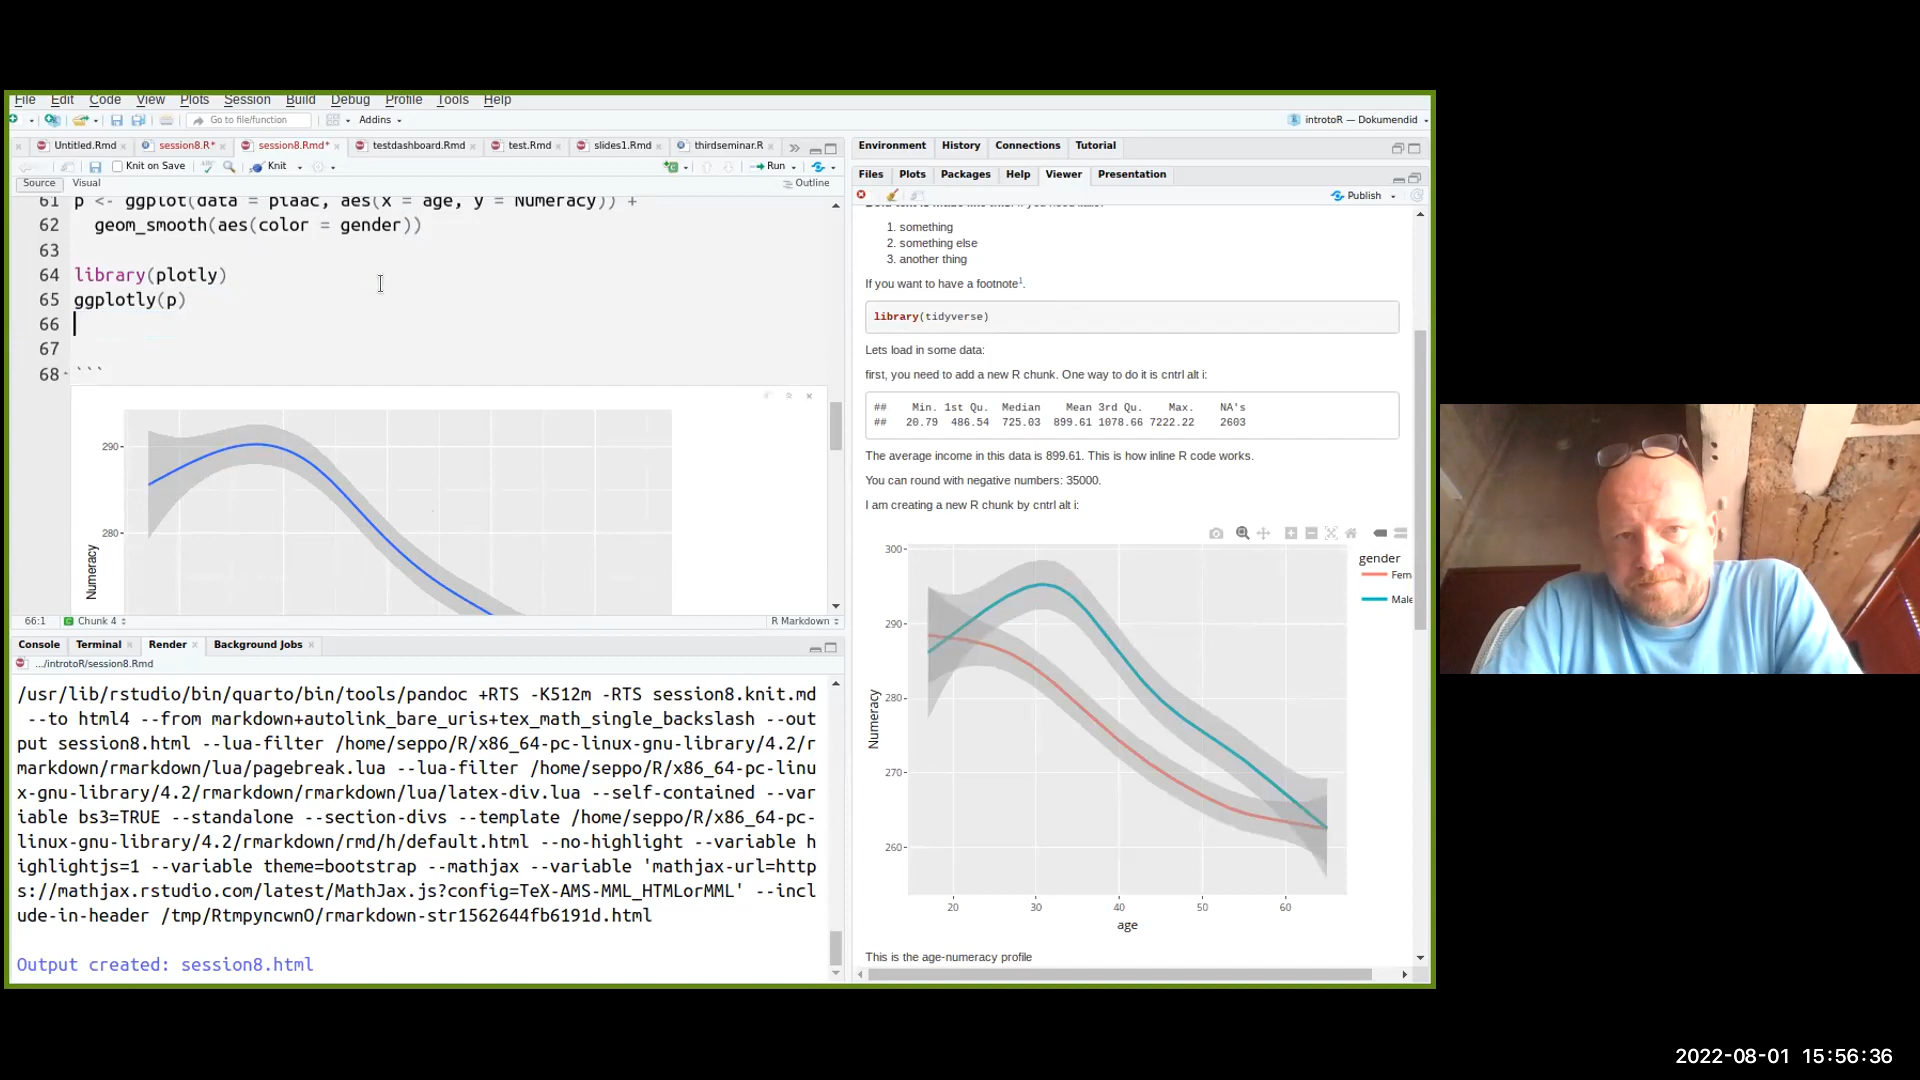 File Edit Code View Plots Session Build Debug Profile Tools Help
Go to file/function Addins introtoR — Dokumendid
Untitled.Rmd session8.R* session8.Rmd* testdashboard.Rmd test.Rmd slides1.Rmd thirdseminar.R
Knit on Save Knit Run
Source Visual Outline
61 p <- ggplot(data = piaac, aes(x = age, y = Numeracy)) +
62 geom_smooth(aes(color = gender))
63
64 library(plotly)
65 ggplotly(p)
66
67
68 ```
290
280
Numeracy
66:1 Chunk 4 R Markdown
Console Terminal Render Background Jobs
.../introtoR/session8.Rmd
/usr/lib/rstudio/bin/quarto/bin/tools/pandoc +RTS -K512m -RTS session8.knit.md
--to html4 --from markdown+autolink_bare_uris+tex_math_single_backslash --out
put session8.html --lua-filter /home/seppo/R/x86_64-pc-linux-gnu-library/4.2/r
markdown/rmarkdown/lua/pagebreak.lua --lua-filter /home/seppo/R/x86_64-pc-linu
x-gnu-library/4.2/rmarkdown/rmarkdown/lua/latex-div.lua --self-contained --var
iable bs3=TRUE --standalone --section-divs --template /home/seppo/R/x86_64-pc-
linux-gnu-library/4.2/rmarkdown/rmd/h/default.html --no-highlight --variable h
ighlightjs=1 --variable theme=bootstrap --mathjax --variable 'mathjax-url=http
s://mathjax.rstudio.com/latest/MathJax.js?config=TeX-AMS-MML_HTMLorMML' --incl
ude-in-header /tmp/RtmpyncwnO/rmarkdown-str1562644fb6191d.html
Output created: session8.html
Environment History Connections Tutorial
Files Plots Packages Help Viewer Presentation
Publish
1. something
2. something else
3. another thing
If you want to have a footnote1.
library(tidyverse)
Lets load in some data:
first, you need to add a new R chunk. One way to do it is cntrl alt i:
## Min. 1st Qu. Median Mean 3rd Qu. Max. NA's
## 20.79 486.54 725.03 899.61 1078.66 7222.22 2603
The average income in this data is 899.61. This is how inline R code works.
You can round with negative numbers: 35000.
I am creating a new R chunk by cntrl alt i:
300
290
280
270
260
Numeracy
20 30 40 50 60
age
gender
Fem
Male
This is the age-numeracy profile
2022-08-01 15:56:36